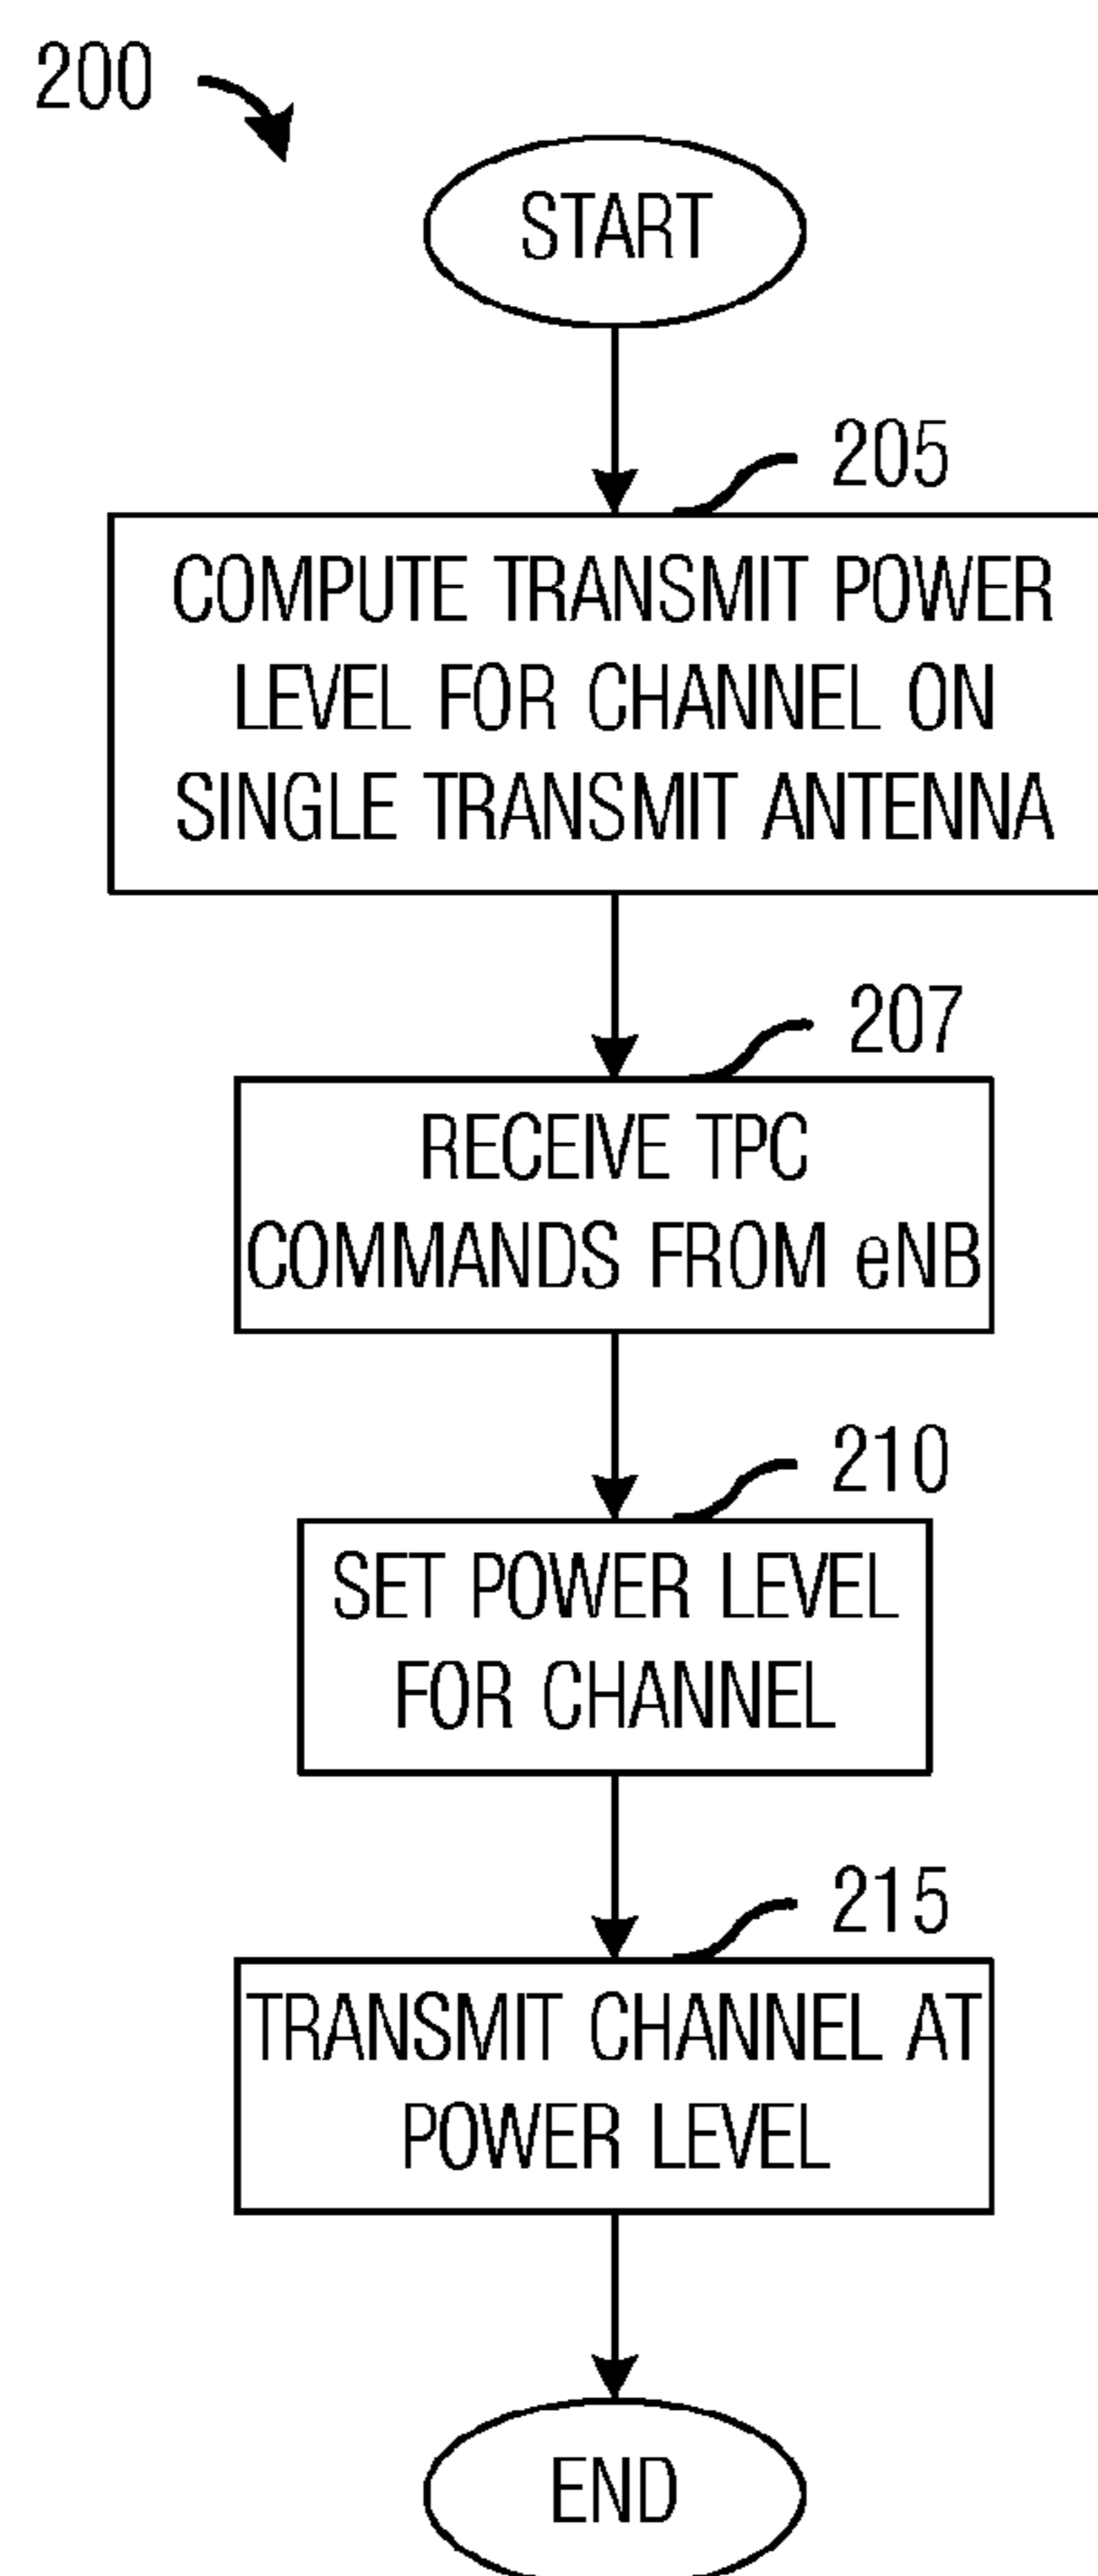 200
START
205
COMPUTE TRANSMIT POWER
LEVEL FOR CHANNEL ON
SINGLE TRANSMIT ANTENNA
207
RECEIVE TPC
COMMANDS FROM eNB
210
SET POWER LEVEL
FOR CHANNEL
215
TRANSMIT CHANNEL AT
POWER LEVEL
END